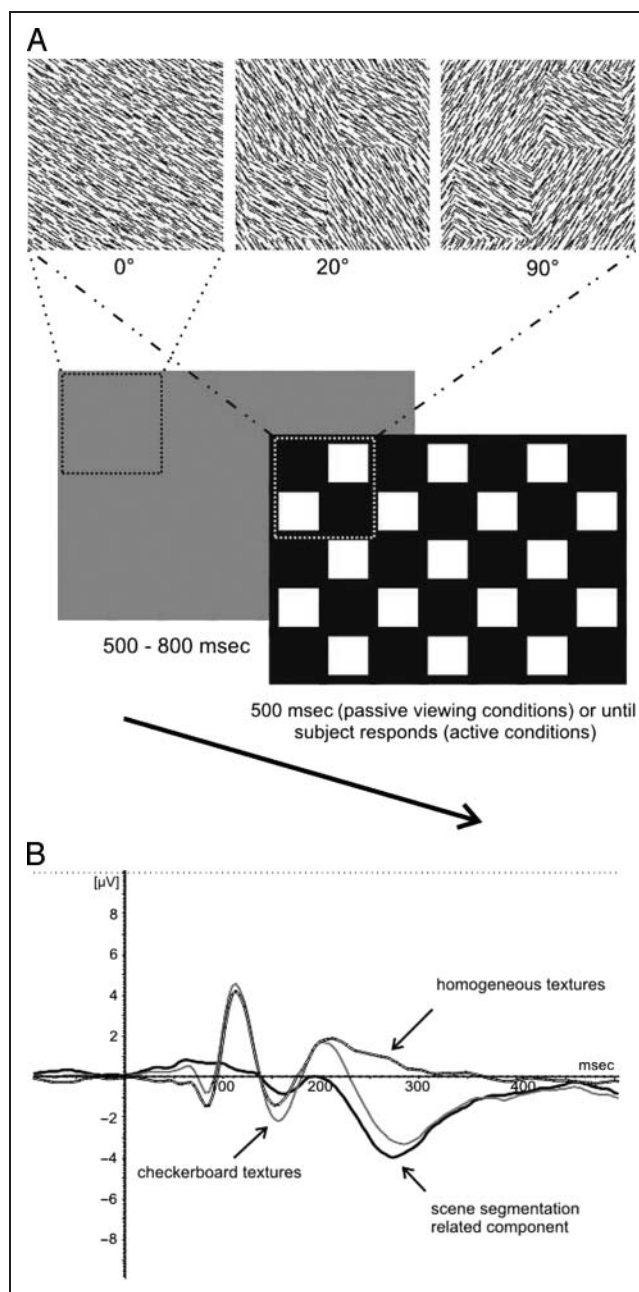 A
0° 20° 90°
500 - 800 msec
500 msec (passive viewing conditions) or until
subject responds (active conditions)
B
[µV]
8
6
4
2
0
-2
-4
-6
-8
100 200 300 400
msec
homogeneous textures
checkerboard textures
scene segmentation
related component